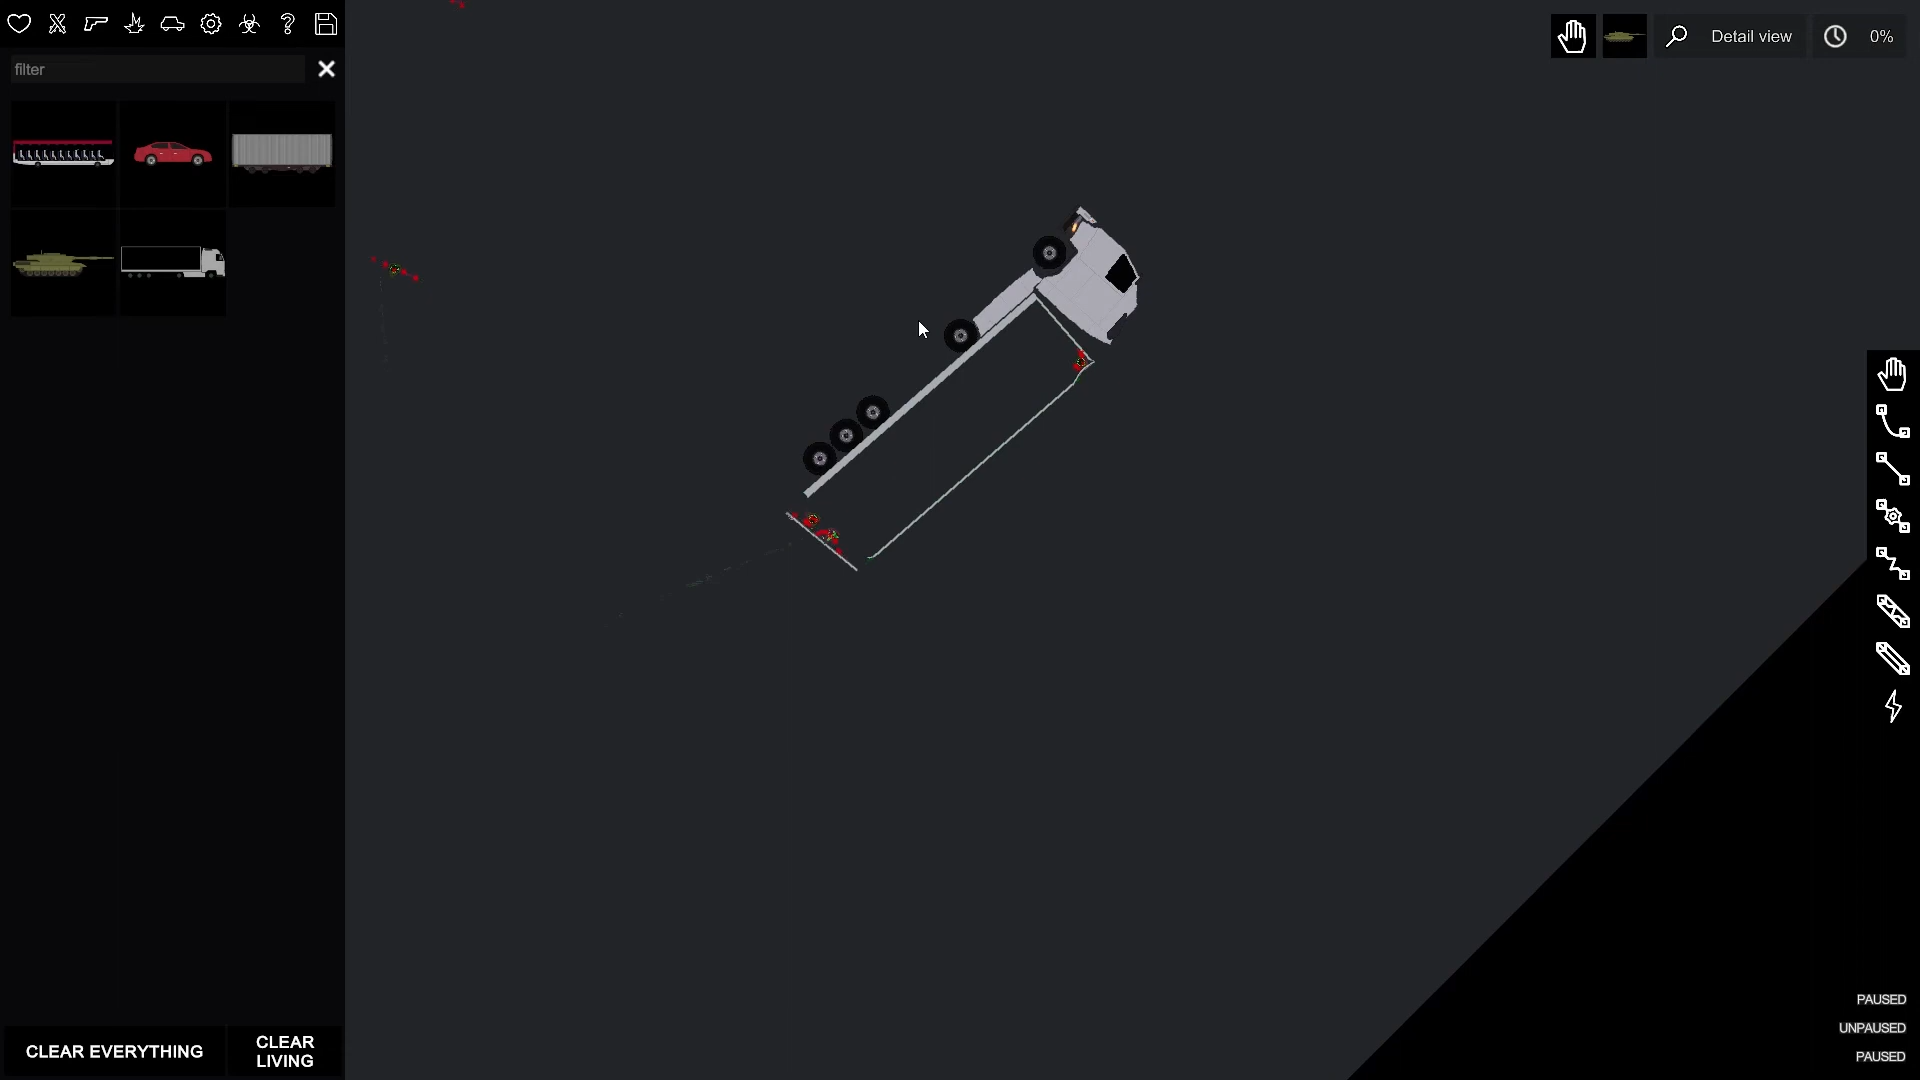 filter
Detail view
0%
CLEAR EVERYTHING
CLEAR
LIVING
PAUSED
UNPAUSED
PAUSED